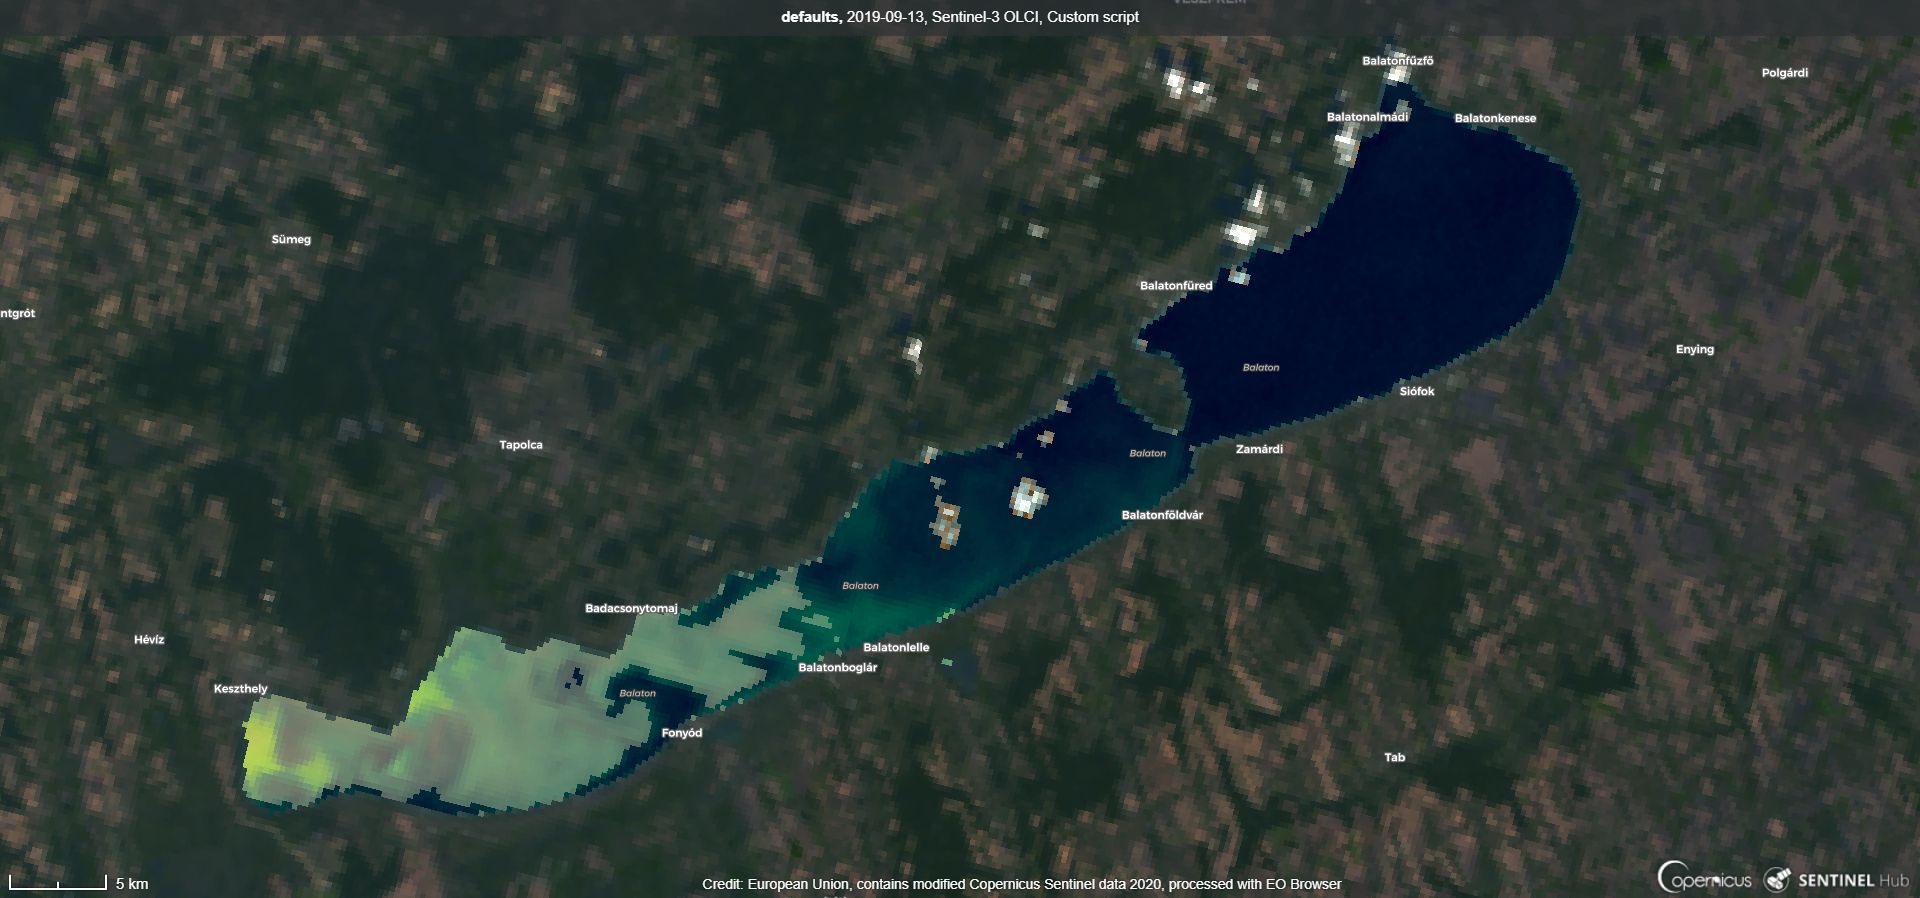 defaults, 2019-09-13, Sentinel-3 OLCI, Custom script
Balatonfűzfő
Polgárdi
Balatonalmádi
Balatonkenese
Sümeg
Balatonfüred
ntgrót
Enying
Balaton
Siófok
Tapolca
Balaton
Zamárdi
Balatonföldvár
Balaton
Badacsonytomaj
Hévíz
Balatonlelle
Balatonboglár
Keszthely
Balaton
Fonyód
Tab
5 km
Credit: European Union, contains modified Copernicus Sentinel data 2020, processed with EO Browser
opernicus
SENTINEL Hub